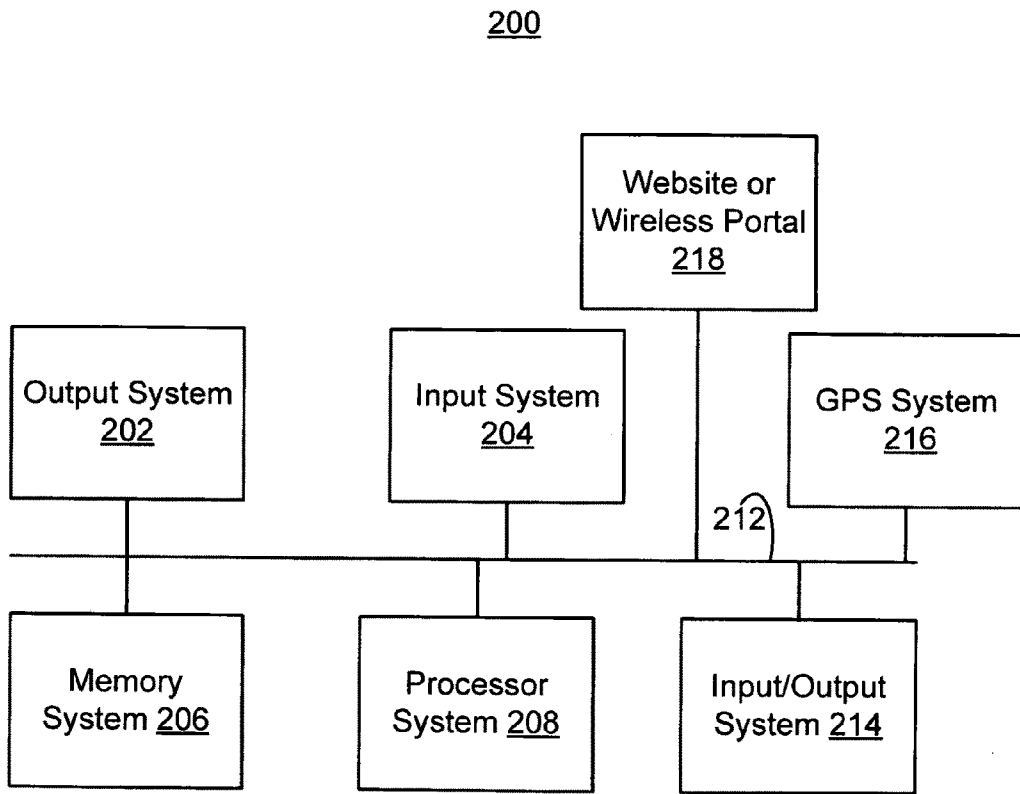 200
Website or
Wireless Portal
218
Output System
202
Input System
204
GPS System
216
212
Memory
System 206
Processor
System 208
Input/Output
System 214